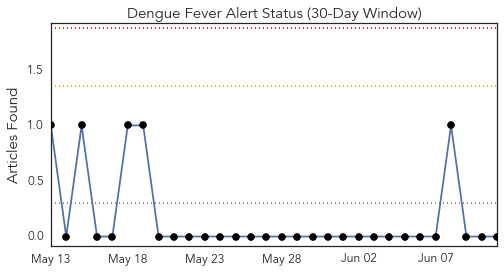 Dengue Fever Alert Status (30-Day Window)
Articles Found
1.5
1.0
0.5
0.0
May 13 May 18 May 23 May 28 Jun 02 Jun 07